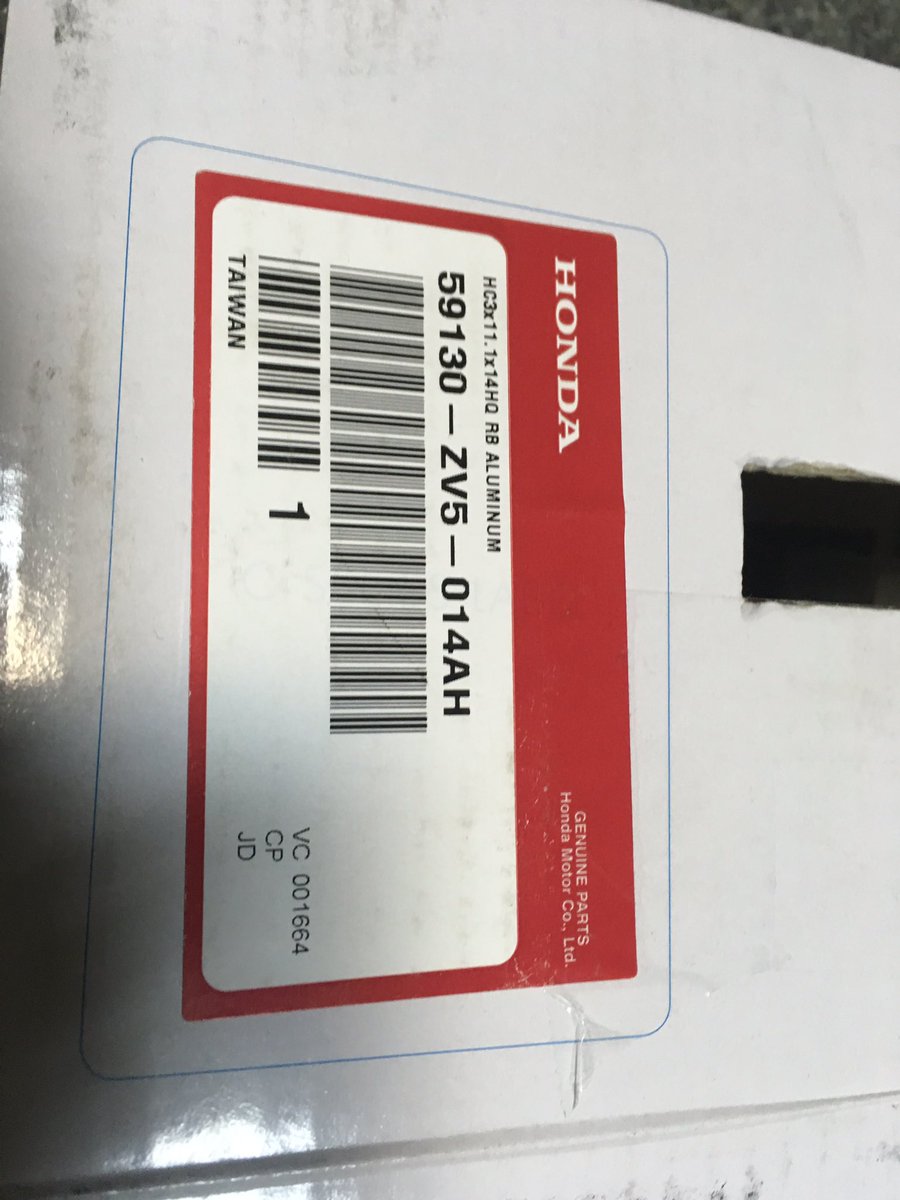 HONDA
GENUINE PARTS
Honda Motor Co., Ltd.
HC3x11.1x14HQ RB ALUMINUM
59130-ZV5-014AH
1
TAIWAN
VC 001664
CP
JD